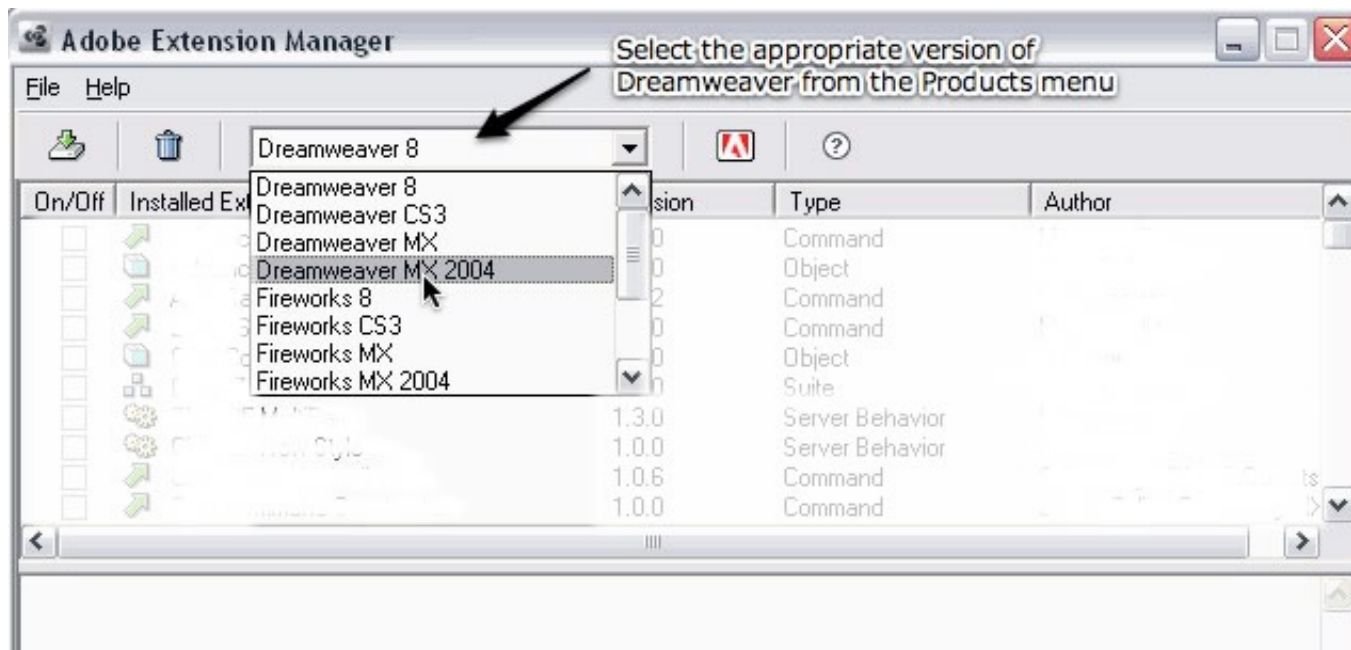 Adobe Extension Manager
Select the appropriate version of
Dreamweaver from the Products menu
File Help
Dreamweaver 8
On/Off Installed Ex sion Type Author
Dreamweaver 8
Dreamweaver CS3
Dreamweaver MX
Dreamweaver MX 2004
Fireworks 8
Fireworks CS3
Fireworks MX
Fireworks MX 2004
Command
Object
Command
Command
Object
Suite
1.3.0 Server Behavior
1.0.0 Server Behavior
1.0.6 Command
1.0.0 Command